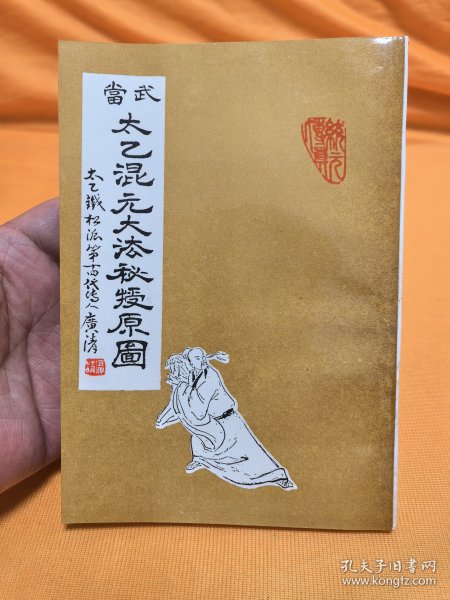 武當
太乙混元大法秘授原圖
太乙鐵松派第十四代傳人廣清
孔夫子旧书网
www.kongfz.com